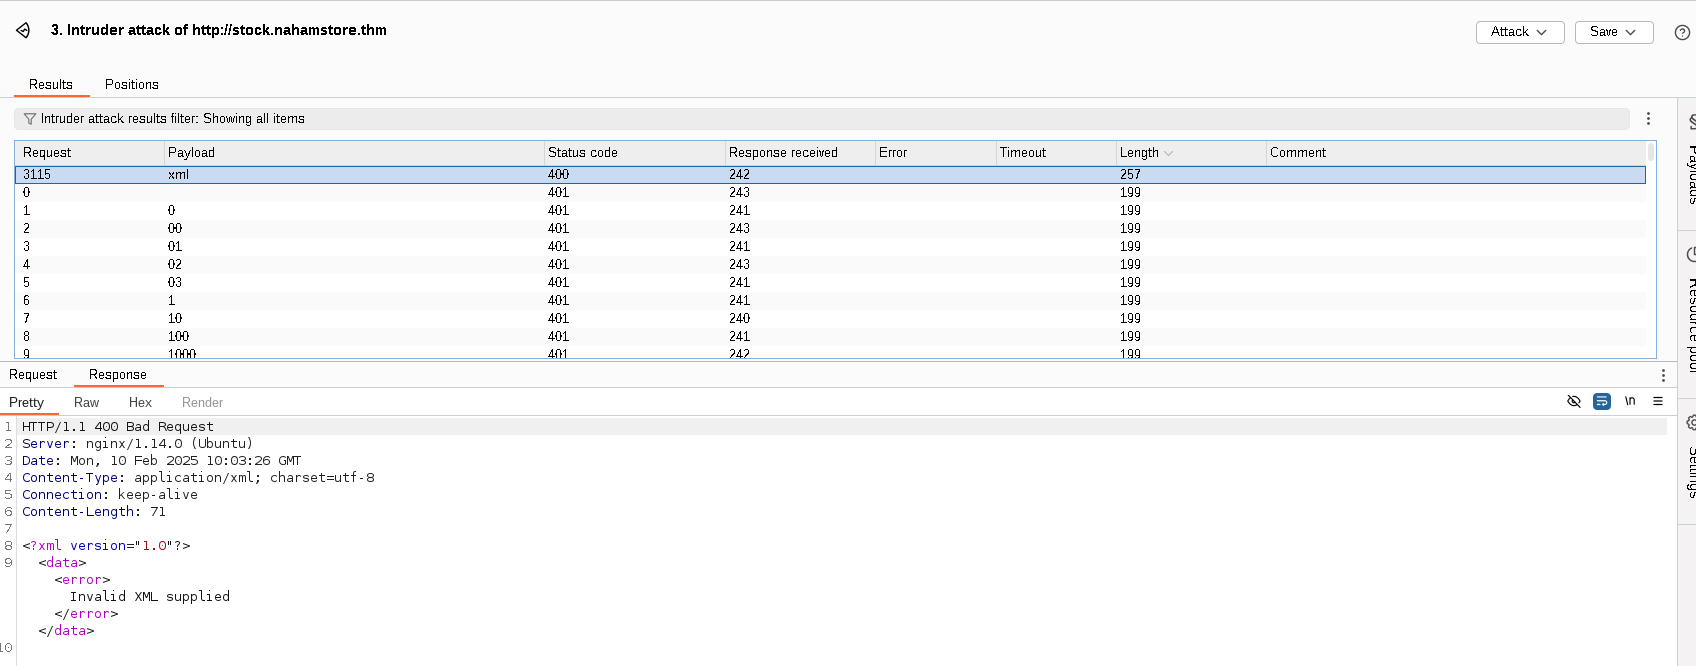 3. Intruder attack of http://stock.nahamstore.thm
Attack
Save
Results Positions
Intruder attack results filter: Showing all items
Request Payload Status code Response received Error Timeout Length Comment
3115 xml 400 242 257
0 401 243 199
1 0 401 241 199
2 00 401 243 199
3 01 401 241 199
4 02 401 243 199
5 03 401 241 199
6 1 401 241 199
7 10 401 240 199
8 100 401 241 199
9 1000 401 242 199
Payloads
Resource pool
Settings
Request Response
Pretty Raw Hex Render
\n
1 HTTP/1.1 400 Bad Request
2 Server: nginx/1.14.0 (Ubuntu)
3 Date: Mon, 10 Feb 2025 10:03:26 GMT
4 Content-Type: application/xml; charset=utf-8
5 Connection: keep-alive
6 Content-Length: 71
7
8 <?xml version="1.0"?>
9 <data>
<error>
Invalid XML supplied
</error>
</data>
10